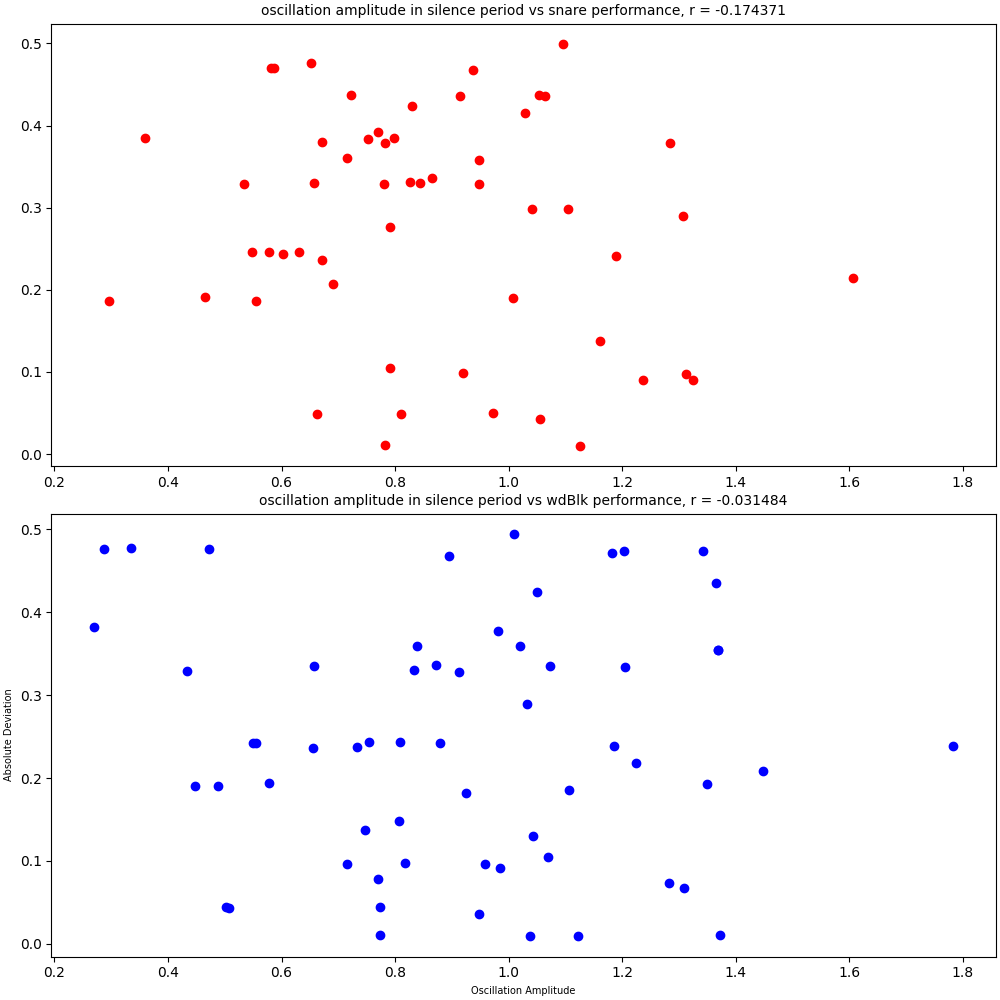 oscillation amplitude in silence period vs snare performance, r = -0.174371
0.5
0.4
0.3
0.2
0.1
0.0
0.2 0.4 0.6 0.8 1.0 1.2 1.4 1.6 1.8
oscillation amplitude in silence period vs wdBlk performance, r = -0.031484
0.5
0.4
0.3
0.2
0.1
0.0
Absolute Deviation
0.2 0.4 0.6 0.8 1.0 1.2 1.4 1.6 1.8
Oscillation Amplitude